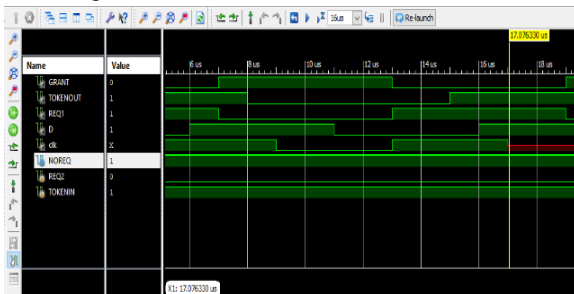 16us Re-launch
17.076330 us
Name Value
6 us 8 us 10 us 12 us 14 us 16 us 18 us
GRANT 0
TOKENOUT 1
REQ1 1
D 1
clk X
NOREQ 1
REQ2 0
TOKENIN 1
X1: 17.076330 us